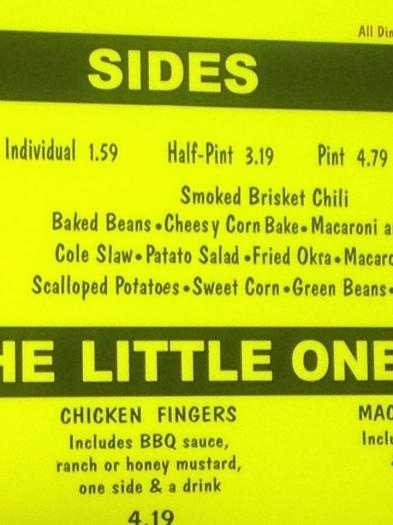 All Din
SIDES
Individual 1.59 Half-Pint 3.19 Pint 4.79
Smoked Brisket Chili
Baked Beans•Cheesy Corn Bake•Macaroni a
Cole Slaw•Patato Salad•Fried Okra•Macaro
Scalloped Potatoes•Sweet Corn•Green Beans•
HE LITTLE ONE
CHICKEN FINGERS MAC
Includes BBQ sauce, Inclu
ranch or honey mustard,
one side & a drink
4.19